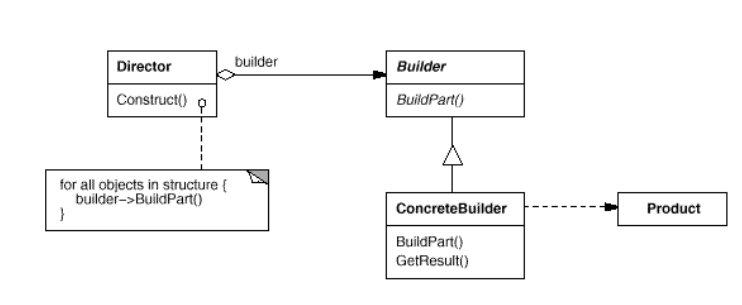 Director
builder
Builder
Construct()
BuildPart()
for all objects in structure {
builder->BuildPart()
}
ConcreteBuilder
Product
BuildPart()
GetResult()